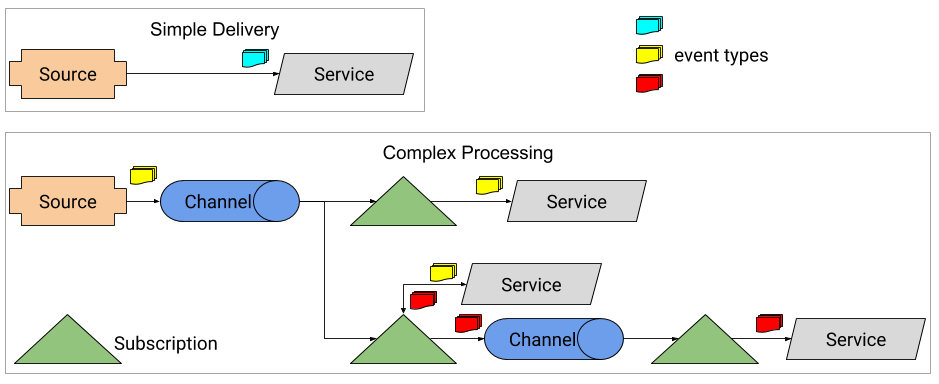 Simple Delivery
Source
Service
event types
Complex Processing
Source
Channel
Service
Service
Subscription
Channel
Service